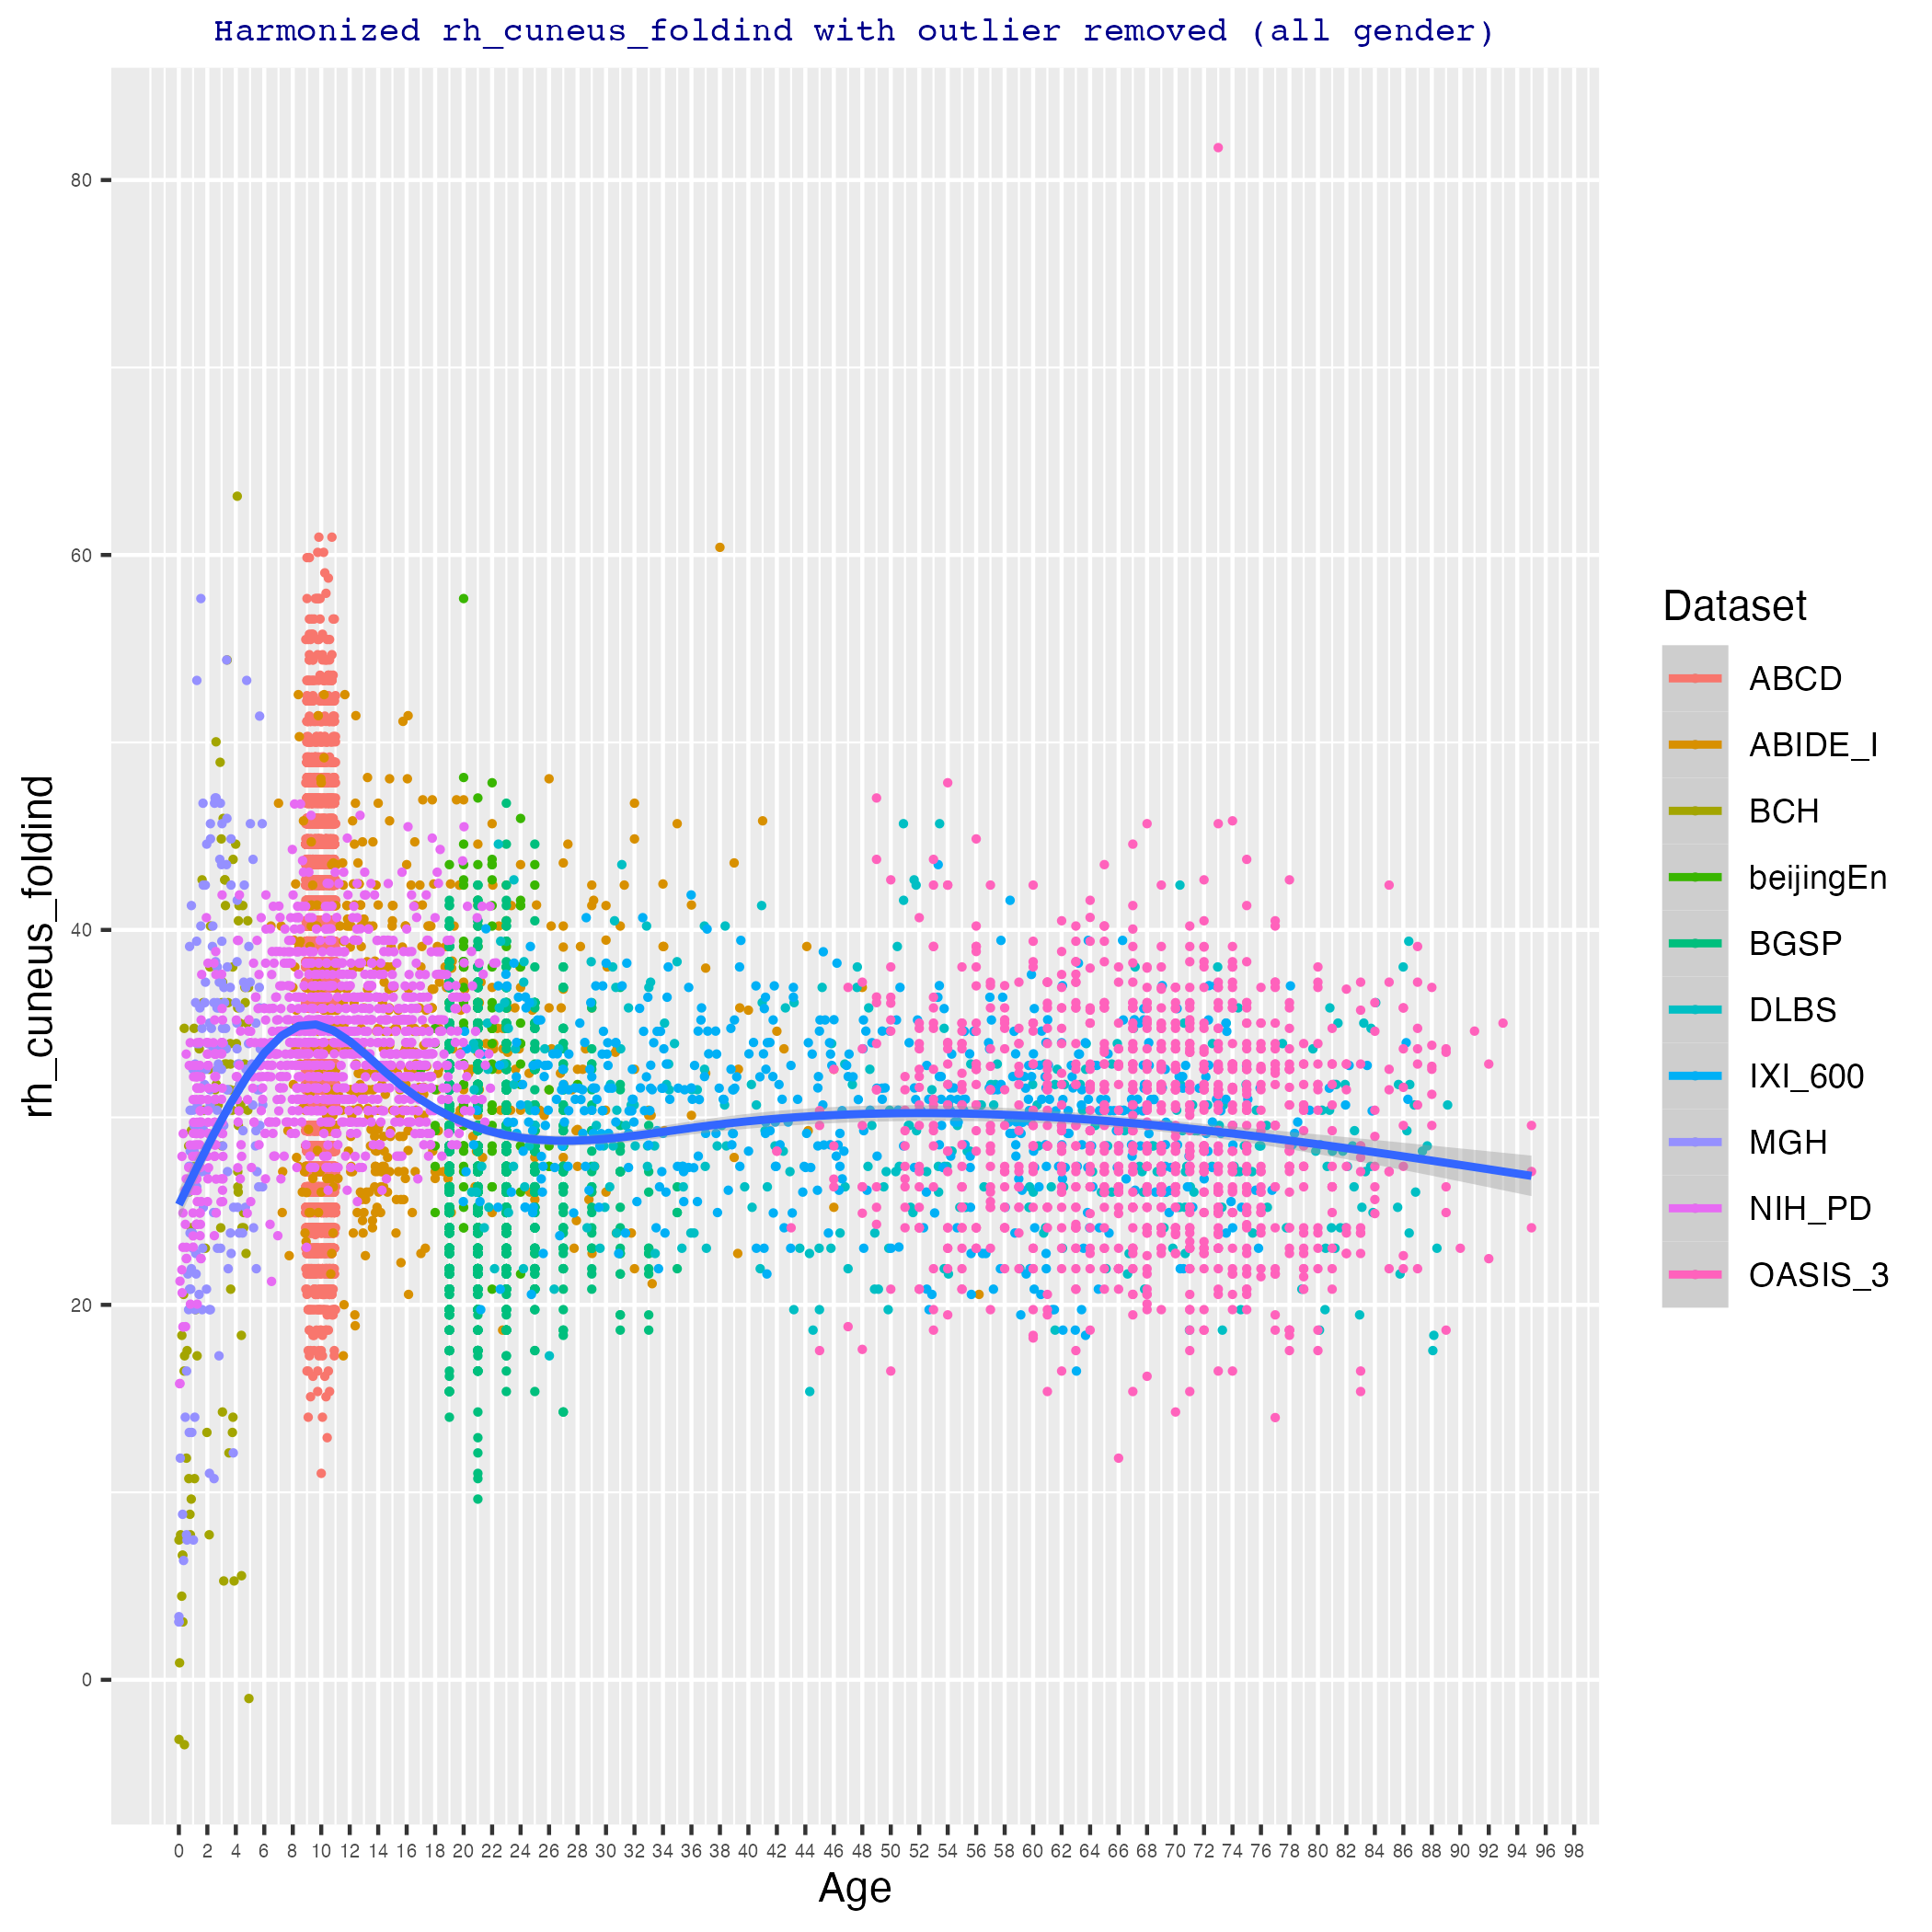 Harmonized rh_cuneus_foldind with outlier removed (all gender)
rh_cuneus_foldind
80
60
40
20
0
0 2 4 6 8 10 12 14 16 18 20 22 24 26 28 30 32 34 36 38 40 42 44 46 48 50 52 54 56 58 60 62 64 66 68 70 72 74 76 78 80 82 84 86 88 90 92 94 96 98
Age
Dataset
ABCD
ABIDE_I
BCH
beijingEn
BGSP
DLBS
IXI_600
MGH
NIH_PD
OASIS_3